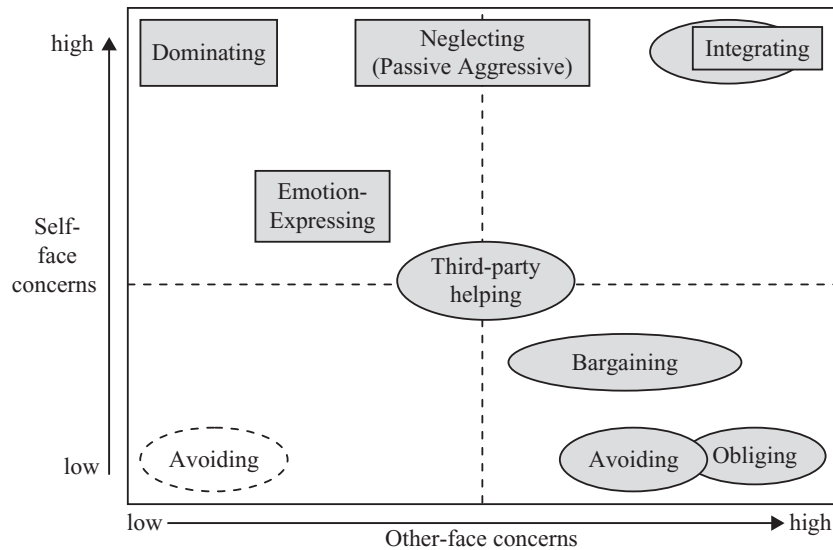 high
Dominating
Neglecting
(Passive Aggressive)
Integrating
Emotion-
Expressing
Self-
face
concerns
Third-party
helping
Bargaining
low
Avoiding
Avoiding
Obliging
low
Other-face concerns
high